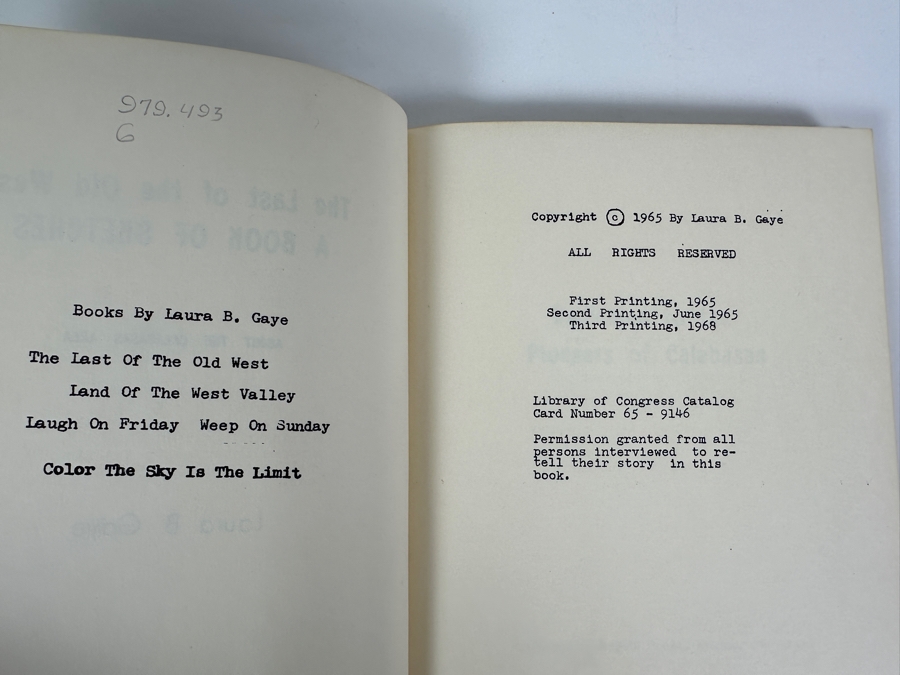 979.493
G
Books By Laura B. Gaye
The Last Of The Old West
Land Of The West Valley
Laugh On Friday  Weep On Sunday
Color The Sky Is The Limit
Copyright © 1965 By Laura B. Gaye
ALL RIGHTS RESERVED
First Printing, 1965
Second Printing, June 1965
Third Printing, 1968
Library of Congress Catalog
Card Number 65 - 9146
Permission granted from all
persons interviewed to re-
tell their story in this
book.